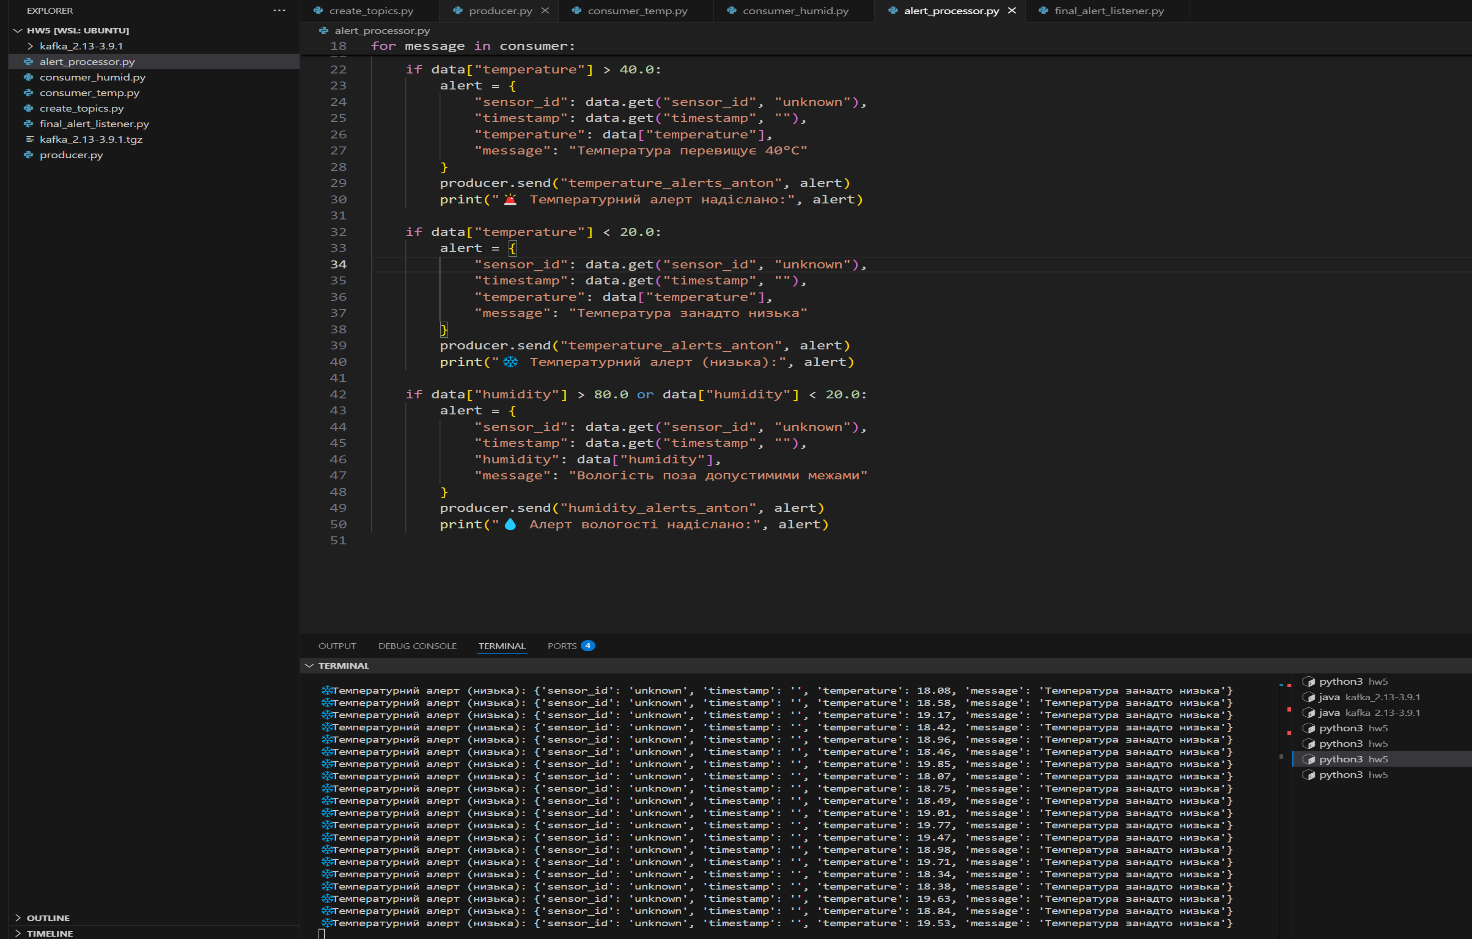 EXPLORER
···
HW5 [WSL: UBUNTU]
kafka_2.13-3.9.1
alert_processor.py
consumer_humid.py
consumer_temp.py
create_topics.py
final_alert_listener.py
kafka_2.13-3.9.1.tgz
producer.py
OUTLINE
TIMELINE
create_topics.py producer.py consumer_temp.py consumer_humid.py alert_processor.py final_alert_listener.py
alert_processor.py
18 for message in consumer:
22 if data["temperature"] > 40.0:
23 alert = {
24 "sensor_id": data.get("sensor_id", "unknown"),
25 "timestamp": data.get("timestamp", ""),
26 "temperature": data["temperature"],
27 "message": "Температура перевищує 40°C"
28 }
29 producer.send("temperature_alerts_anton", alert)
30 print("🚨 Температурний алерт надіслано:", alert)
31
32 if data["temperature"] < 20.0:
33 alert = {
34 "sensor_id": data.get("sensor_id", "unknown"),
35 "timestamp": data.get("timestamp", ""),
36 "temperature": data["temperature"],
37 "message": "Температура занадто низька"
38 }
39 producer.send("temperature_alerts_anton", alert)
40 print("❄️ Температурний алерт (низька):", alert)
41
42 if data["humidity"] > 80.0 or data["humidity"] < 20.0:
43 alert = {
44 "sensor_id": data.get("sensor_id", "unknown"),
45 "timestamp": data.get("timestamp", ""),
46 "humidity": data["humidity"],
47 "message": "Вологість поза допустимими межами"
48 }
49 producer.send("humidity_alerts_anton", alert)
50 print("💧 Алерт вологості надіслано:", alert)
51
OUTPUT DEBUG CONSOLE TERMINAL PORTS 4
TERMINAL
❄️Температурний алерт (низька): {'sensor_id': 'unknown', 'timestamp': '', 'temperature': 18.08, 'message': 'Температура занадто низька'}
❄️Температурний алерт (низька): {'sensor_id': 'unknown', 'timestamp': '', 'temperature': 18.58, 'message': 'Температура занадто низька'}
❄️Температурний алерт (низька): {'sensor_id': 'unknown', 'timestamp': '', 'temperature': 19.17, 'message': 'Температура занадто низька'}
❄️Температурний алерт (низька): {'sensor_id': 'unknown', 'timestamp': '', 'temperature': 18.42, 'message': 'Температура занадто низька'}
❄️Температурний алерт (низька): {'sensor_id': 'unknown', 'timestamp': '', 'temperature': 18.96, 'message': 'Температура занадто низька'}
❄️Температурний алерт (низька): {'sensor_id': 'unknown', 'timestamp': '', 'temperature': 18.46, 'message': 'Температура занадто низька'}
❄️Температурний алерт (низька): {'sensor_id': 'unknown', 'timestamp': '', 'temperature': 19.85, 'message': 'Температура занадто низька'}
❄️Температурний алерт (низька): {'sensor_id': 'unknown', 'timestamp': '', 'temperature': 18.07, 'message': 'Температура занадто низька'}
❄️Температурний алерт (низька): {'sensor_id': 'unknown', 'timestamp': '', 'temperature': 18.75, 'message': 'Температура занадто низька'}
❄️Температурний алерт (низька): {'sensor_id': 'unknown', 'timestamp': '', 'temperature': 18.49, 'message': 'Температура занадто низька'}
❄️Температурний алерт (низька): {'sensor_id': 'unknown', 'timestamp': '', 'temperature': 19.01, 'message': 'Температура занадто низька'}
❄️Температурний алерт (низька): {'sensor_id': 'unknown', 'timestamp': '', 'temperature': 19.77, 'message': 'Температура занадто низька'}
❄️Температурний алерт (низька): {'sensor_id': 'unknown', 'timestamp': '', 'temperature': 19.47, 'message': 'Температура занадто низька'}
❄️Температурний алерт (низька): {'sensor_id': 'unknown', 'timestamp': '', 'temperature': 18.98, 'message': 'Температура занадто низька'}
❄️Температурний алерт (низька): {'sensor_id': 'unknown', 'timestamp': '', 'temperature': 19.71, 'message': 'Температура занадто низька'}
❄️Температурний алерт (низька): {'sensor_id': 'unknown', 'timestamp': '', 'temperature': 18.34, 'message': 'Температура занадто низька'}
❄️Температурний алерт (низька): {'sensor_id': 'unknown', 'timestamp': '', 'temperature': 18.38, 'message': 'Температура занадто низька'}
❄️Температурний алерт (низька): {'sensor_id': 'unknown', 'timestamp': '', 'temperature': 19.63, 'message': 'Температура занадто низька'}
❄️Температурний алерт (низька): {'sensor_id': 'unknown', 'timestamp': '', 'temperature': 18.84, 'message': 'Температура занадто низька'}
❄️Температурний алерт (низька): {'sensor_id': 'unknown', 'timestamp': '', 'temperature': 19.53, 'message': 'Температура занадто низька'}
python3 hw5
java kafka_2.13-3.9.1
java kafka_2.13-3.9.1
python3 hw5
python3 hw5
python3 hw5
python3 hw5